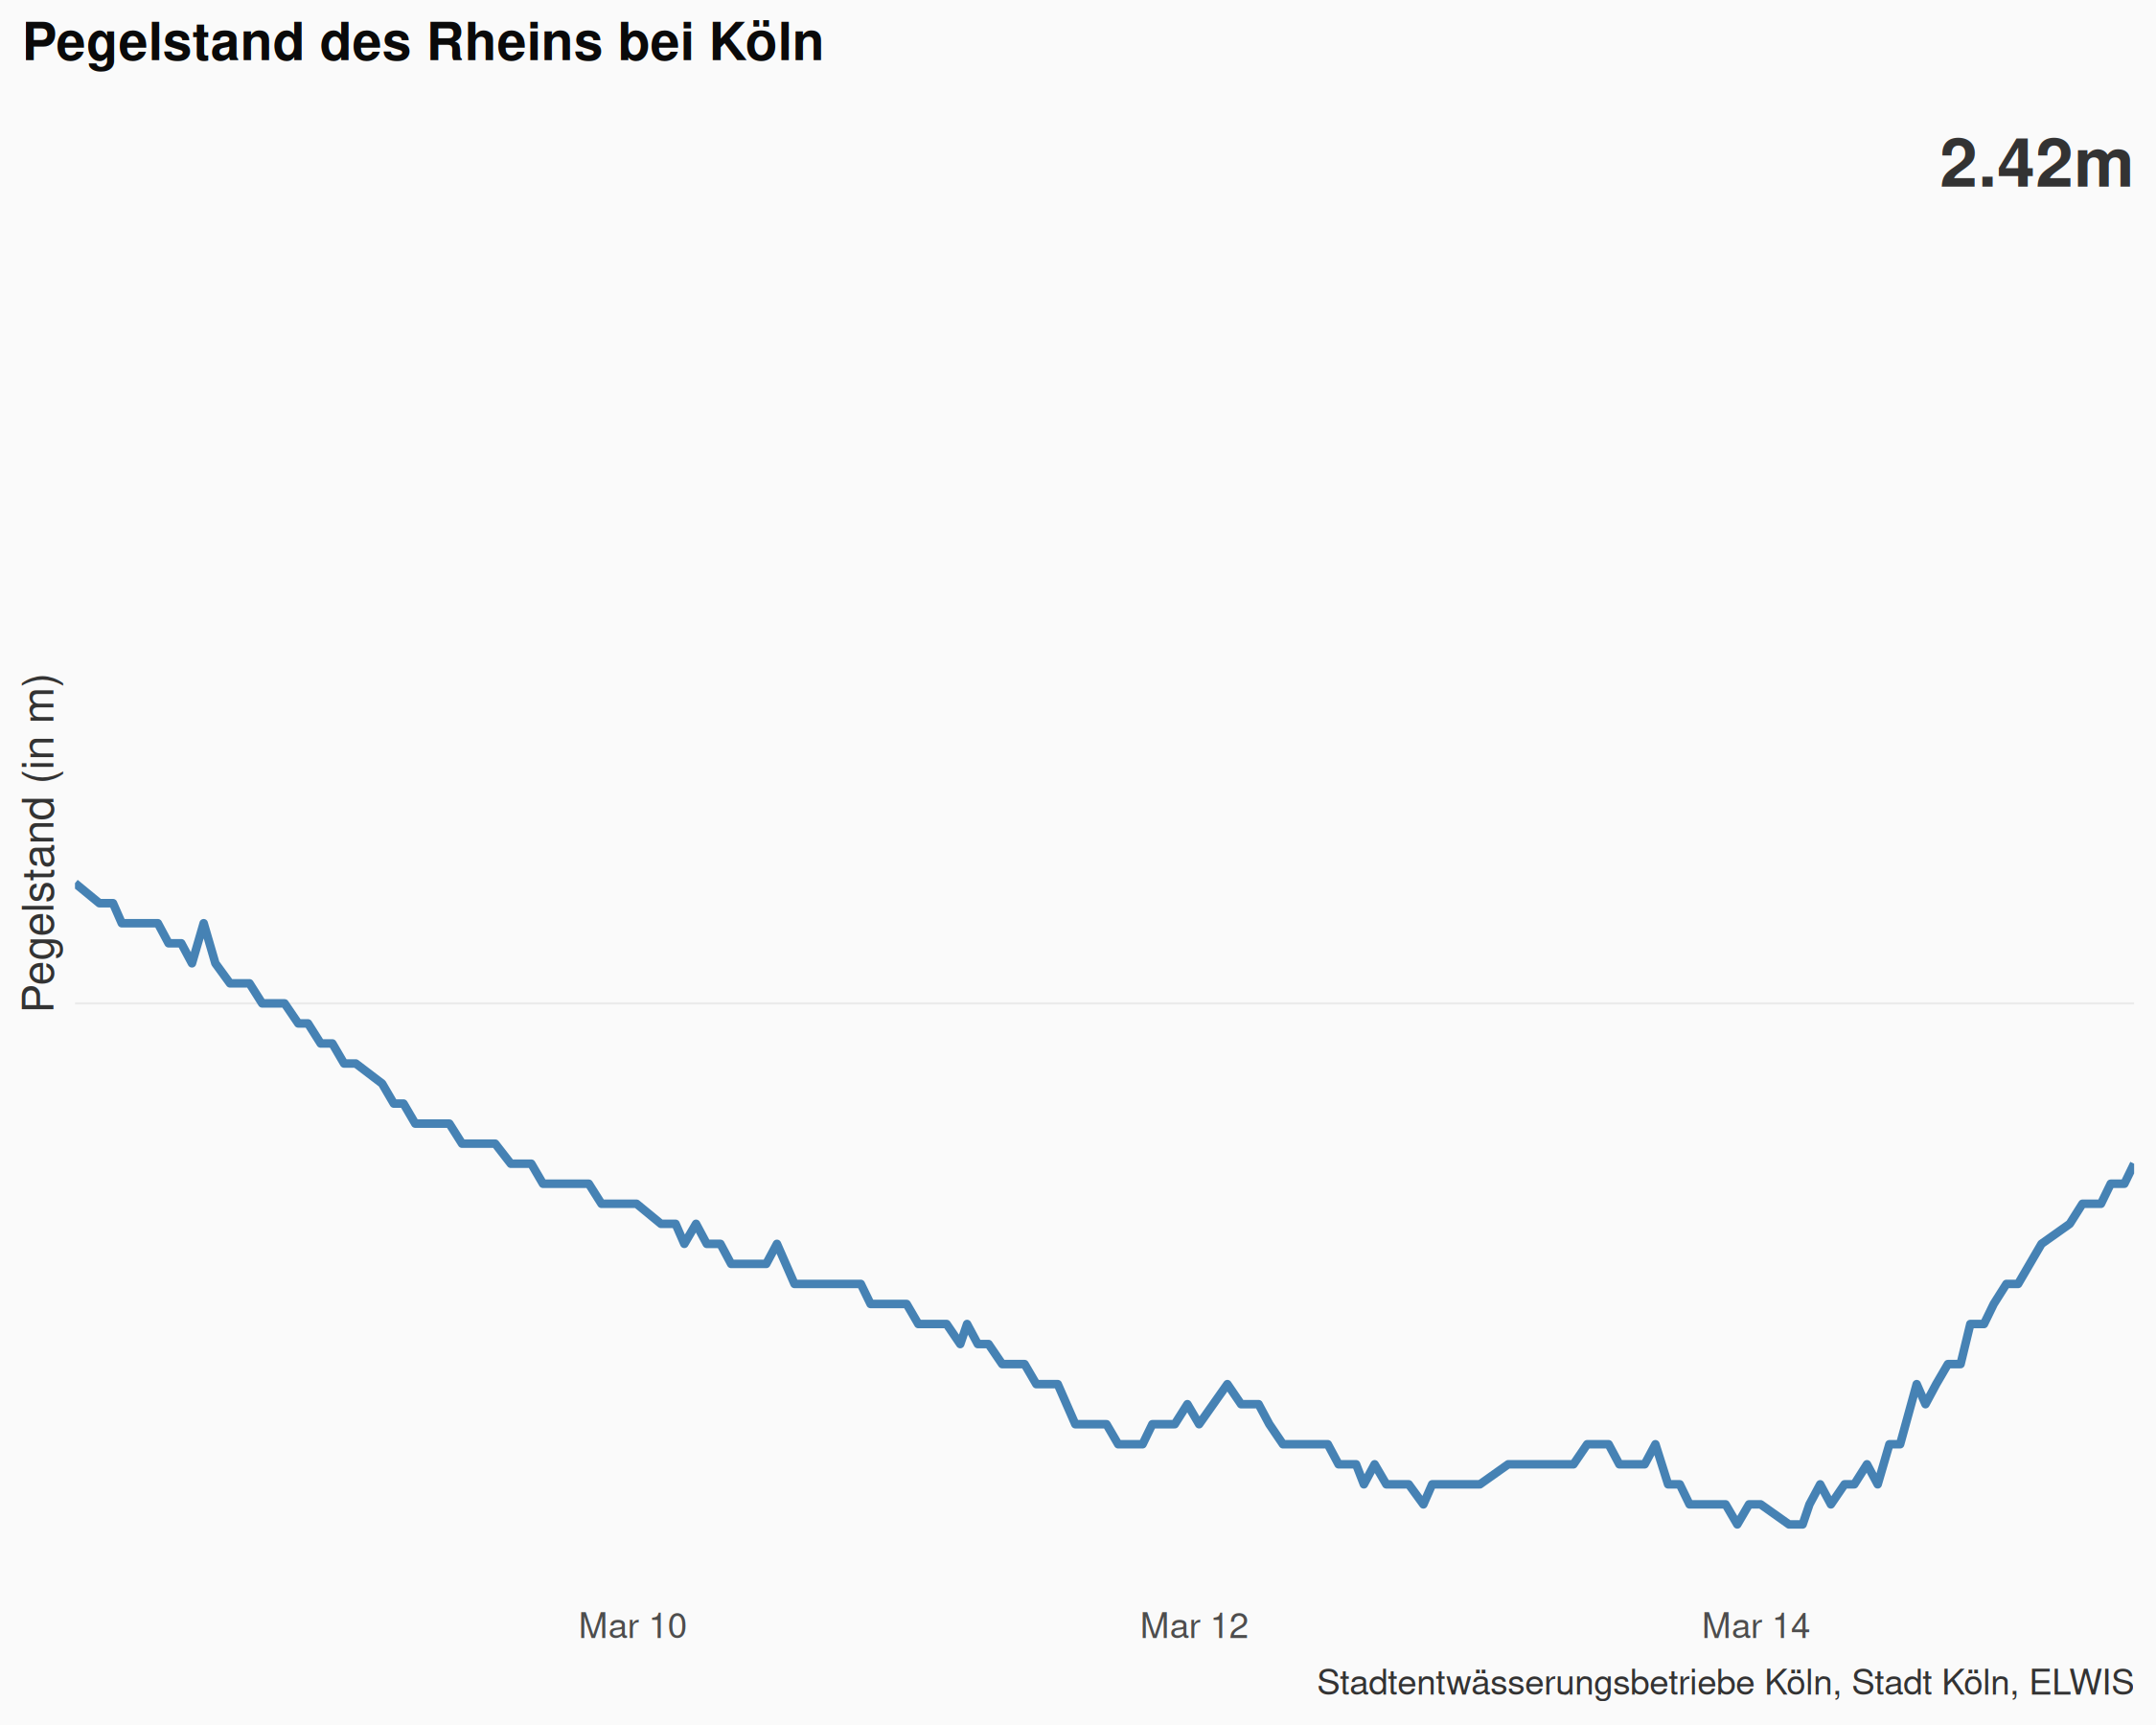 Pegelstand des Rheins bei Köln
2.42m
Pegelstand (in m)
Mar 10
Mar 12
Mar 14
Stadtentwässerungsbetriebe Köln, Stadt Köln, ELWIS